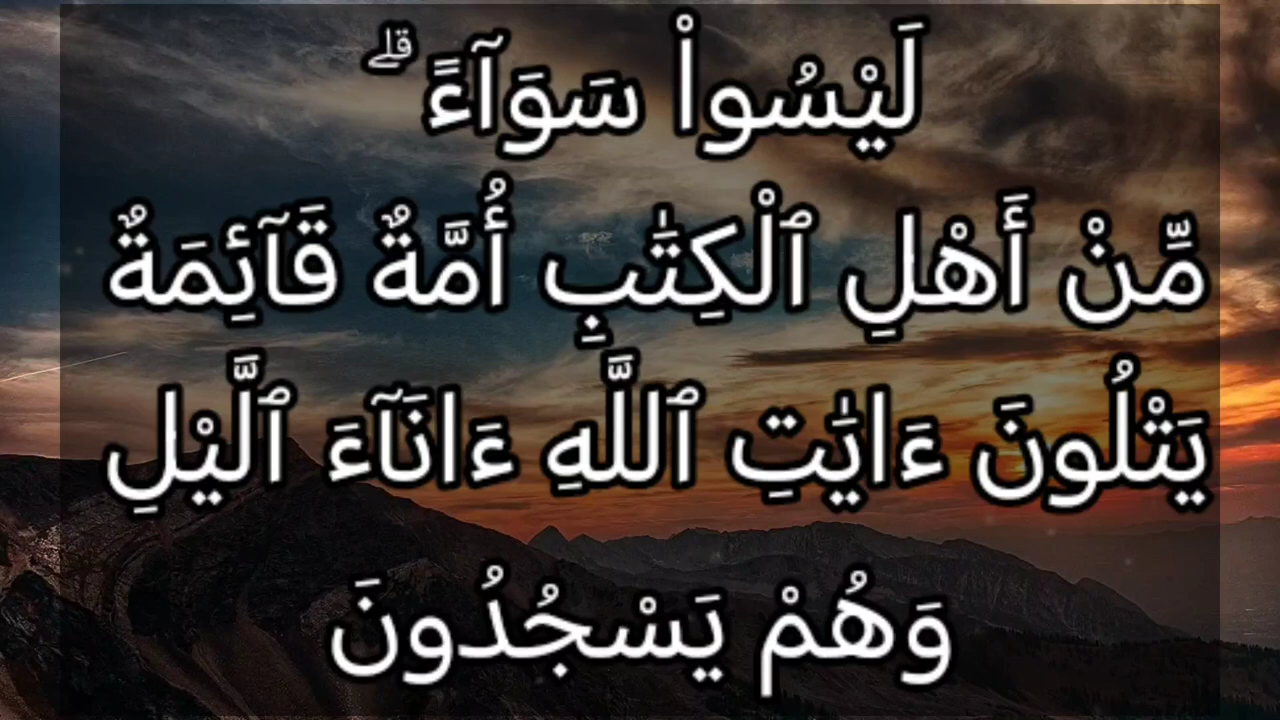 لَيْسُوا۟ سَوَآءً ۗ
مِّنْ أَهْلِ ٱلْكِتَٰبِ أُمَّةٌ قَآئِمَةٌ
يَتْلُونَ ءَايَٰتِ ٱللَّهِ ءَانَآءَ ٱلَّيْلِ
وَهُمْ يَسْجُدُونَ